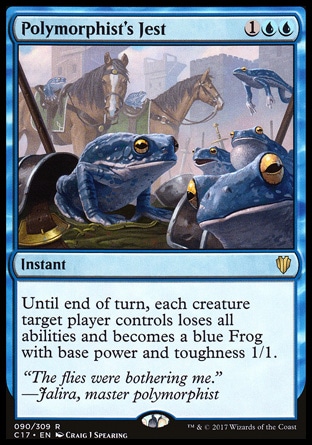 Polymorphist's Jest 1
Instant
Until end of turn, each creature
target player controls loses all
abilities and becomes a blue Frog
with base power and toughness 1/1.
"The flies were bothering me."
—Jalira, master polymorphist
090/309 R
C17 • EN Craig J Spearing
™ & © 2017 Wizards of the Coast